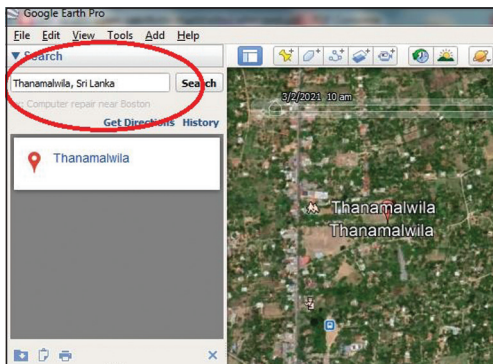 Google Earth Pro
File Edit View Tools Add Help
Search
Thanamalwila, Sri Lanka Search
ex: Computer repair near Boston
Get Directions History
Thanamalwila
3/2/2021 10 am
Thanamalwila
Thanamalwila